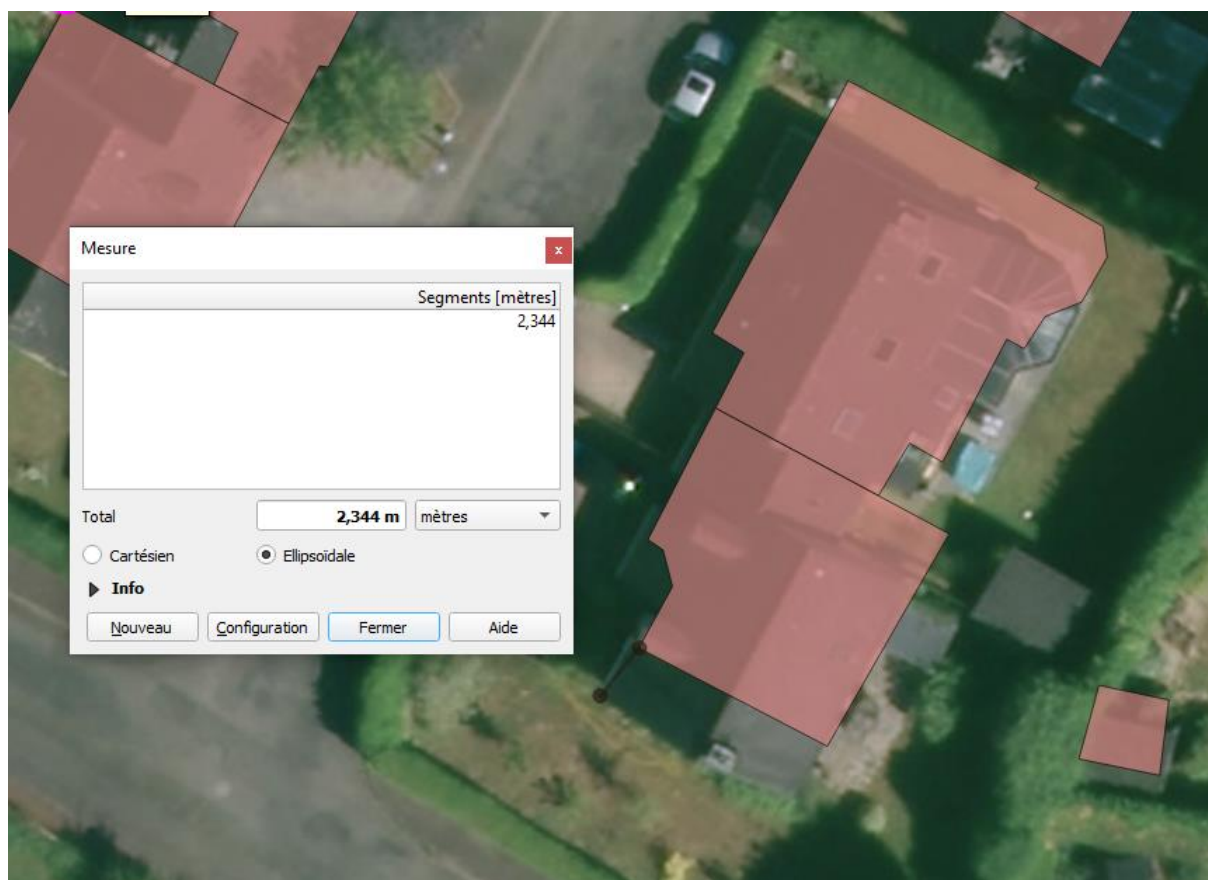 Mesure
x
Segments [mètres]
2,344
Total 2,344 m mètres
Cartésien Ellipsoïdale
Info
Nouveau Configuration Fermer Aide